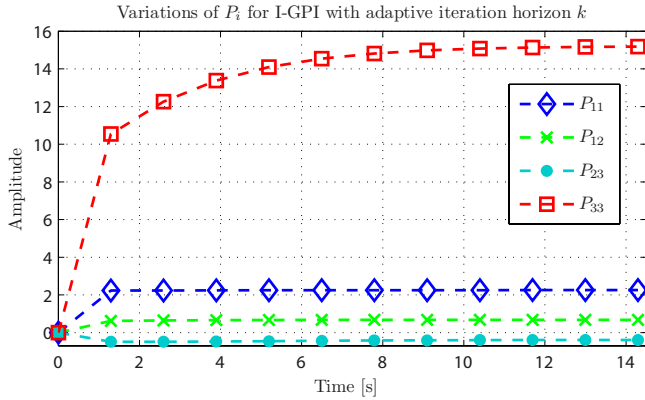 Variations of P_i for I-GPI with adaptive iteration horizon k
16
14
12
10
8
6
4
2
0
Amplitude
P_11
P_12
P_23
P_33
0 2 4 6 8 10 12 14
Time [s]